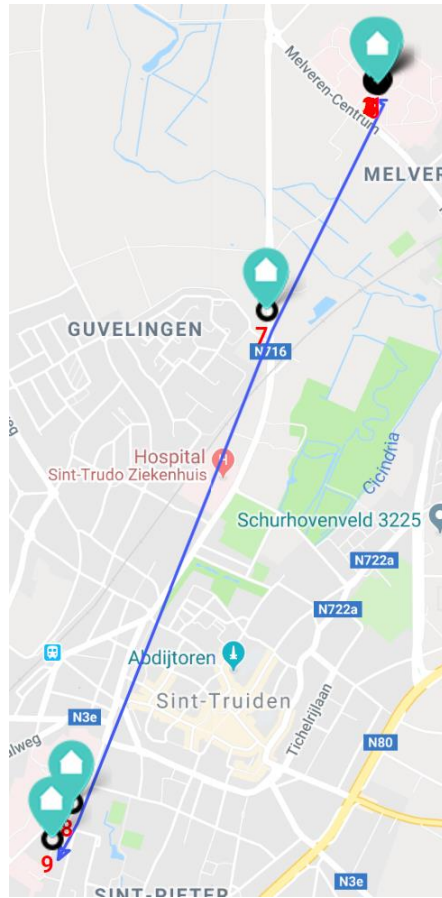 Melveren-Centrum
MELVER
GUVELINGEN
7
N716
Hospital
H
Sint-Trudo Ziekenhuis
Cicindria
Schurhovenveld 3225
N722a
N722a
Abdijtoren
Sint-Truiden
Tichelrijlaan
N3e
alweg
N80
8
9
N3e
SINT-PIETER